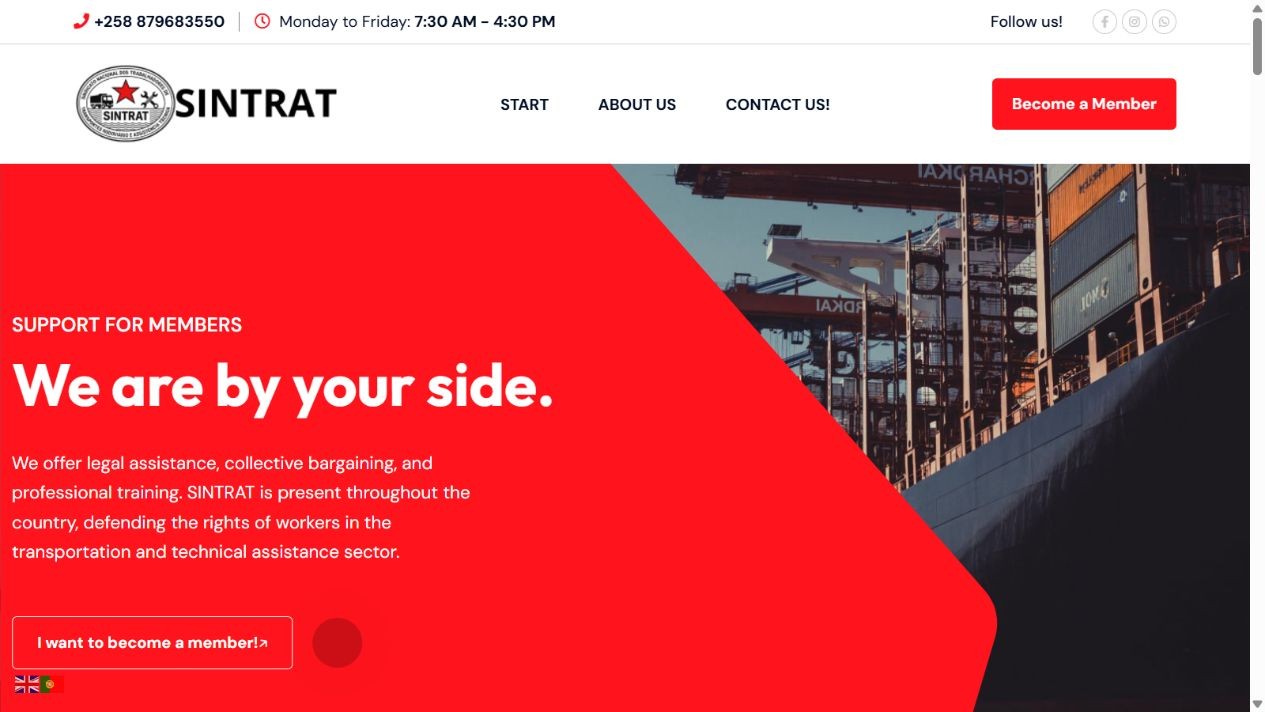 +258 879683550
Monday to Friday: 7:30 AM - 4:30 PM
Follow us!
SINTRAT
SINTRAT
START
ABOUT US
CONTACT US!
Become a Member
SUPPORT FOR MEMBERS
We are by your side.
We offer legal assistance, collective bargaining, and
professional training. SINTRAT is present throughout the
country, defending the rights of workers in the
transportation and technical assistance sector.
I want to become a member!